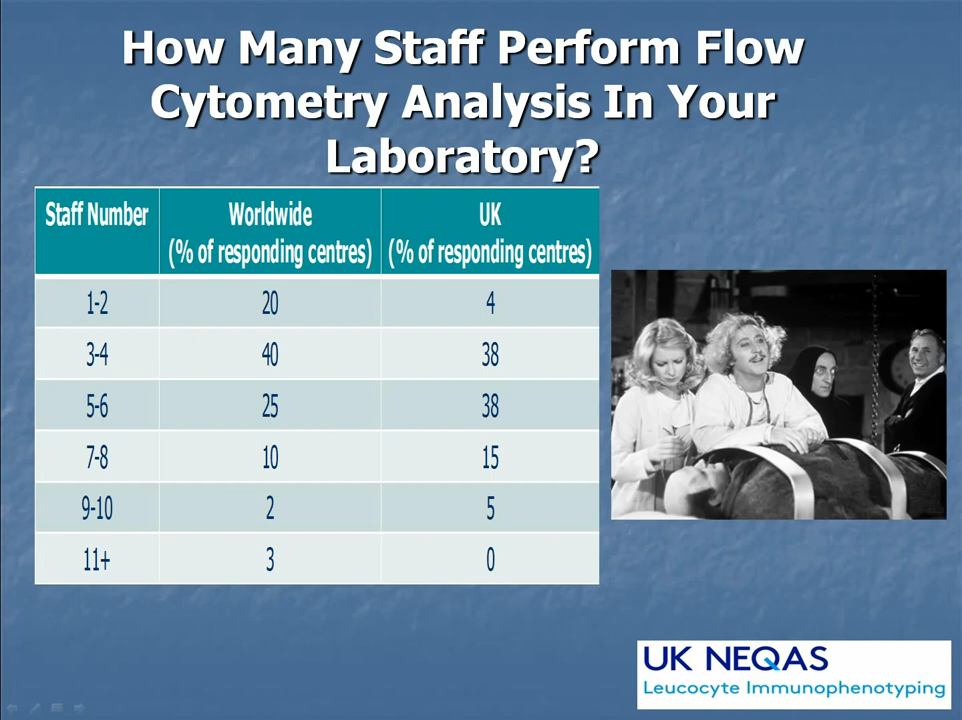 How Many Staff Perform Flow
Cytometry Analysis In Your
Laboratory?
Staff Number Worldwide UK
(% of responding centres) (% of responding centres)
1-2 20 4
3-4 40 38
5-6 25 38
7-8 10 15
9-10 2 5
11+ 3 0
UK NEQAS
Leucocyte Immunophenotyping